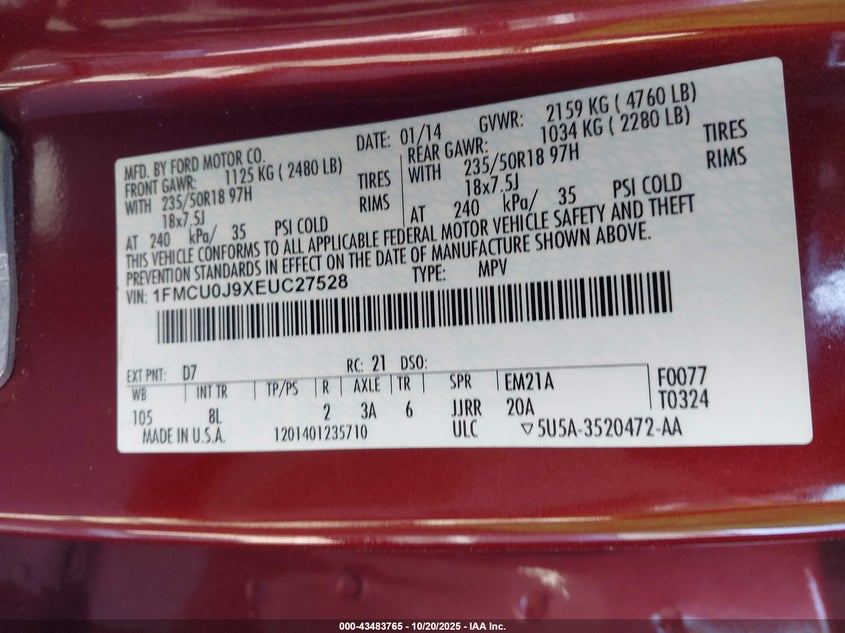 MFD. BY FORD MOTOR CO. DATE: 01/14 GVWR: 2159 KG ( 4760 LB)
FRONT GAWR: 1125 KG ( 2480 LB) REAR GAWR: 1034 KG ( 2280 LB)
WITH 235/50R18 97H TIRES WITH 235/50R18 97H TIRES
18x7.5J RIMS 18x7.5J RIMS
AT 240 kPa/ 35 PSI COLD AT 240 kPa/ 35 PSI COLD
THIS VEHICLE CONFORMS TO ALL APPLICABLE FEDERAL MOTOR VEHICLE SAFETY AND THEFT
PREVENTION STANDARDS IN EFFECT ON THE DATE OF MANUFACTURE SHOWN ABOVE.
VIN: 1FMCU0J9XEUC27528 TYPE: MPV
EXT PNT: D7 RC: 21 DSO:
WB INT TR TP/PS R AXLE TR SPR EM21A F0077
105 8L 2 3A 6 JJRR 20A T0324
MADE IN U.S.A. 1201401235710 ULC ▽5U5A-3520472-AA
000-43483765 - 10/20/2025 - IAA Inc.